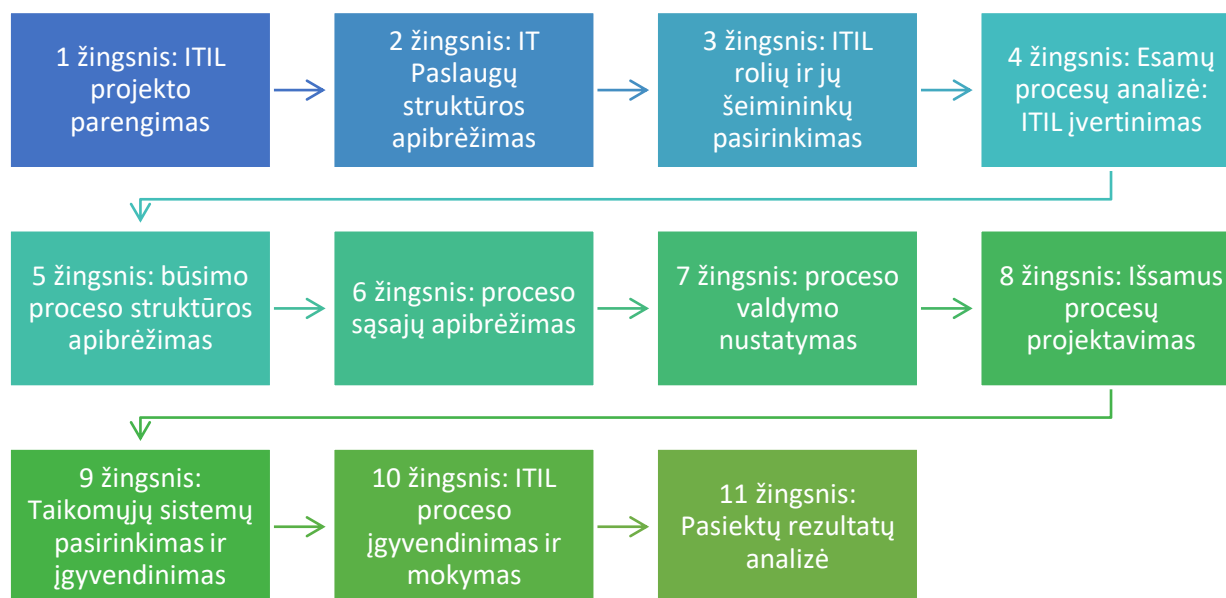 1 žingsnis: ITIL
projekto
parengimas
2 žingsnis: IT
Paslaugų
struktūros
apibrėžimas
3 žingsnis: ITIL
rolių ir jų
šeimininkų
pasirinkimas
4 žingsnis: Esamų
procesų analizė:
ITIL įvertinimas
5 žingsnis: būsimo
proceso struktūros
apibrėžimas
6 žingsnis: proceso
sąsajų apibrėžimas
7 žingsnis: proceso
valdymo
nustatymas
8 žingsnis: Išsamus
procesų
projektavimas
9 žingsnis:
Taikomųjų sistemų
pasirinkimas ir
įgyvendinimas
10 žingsnis: ITIL
proceso
įgyvendinimas ir
mokymas
11 žingsnis:
Pasiektų rezultatų
analizė